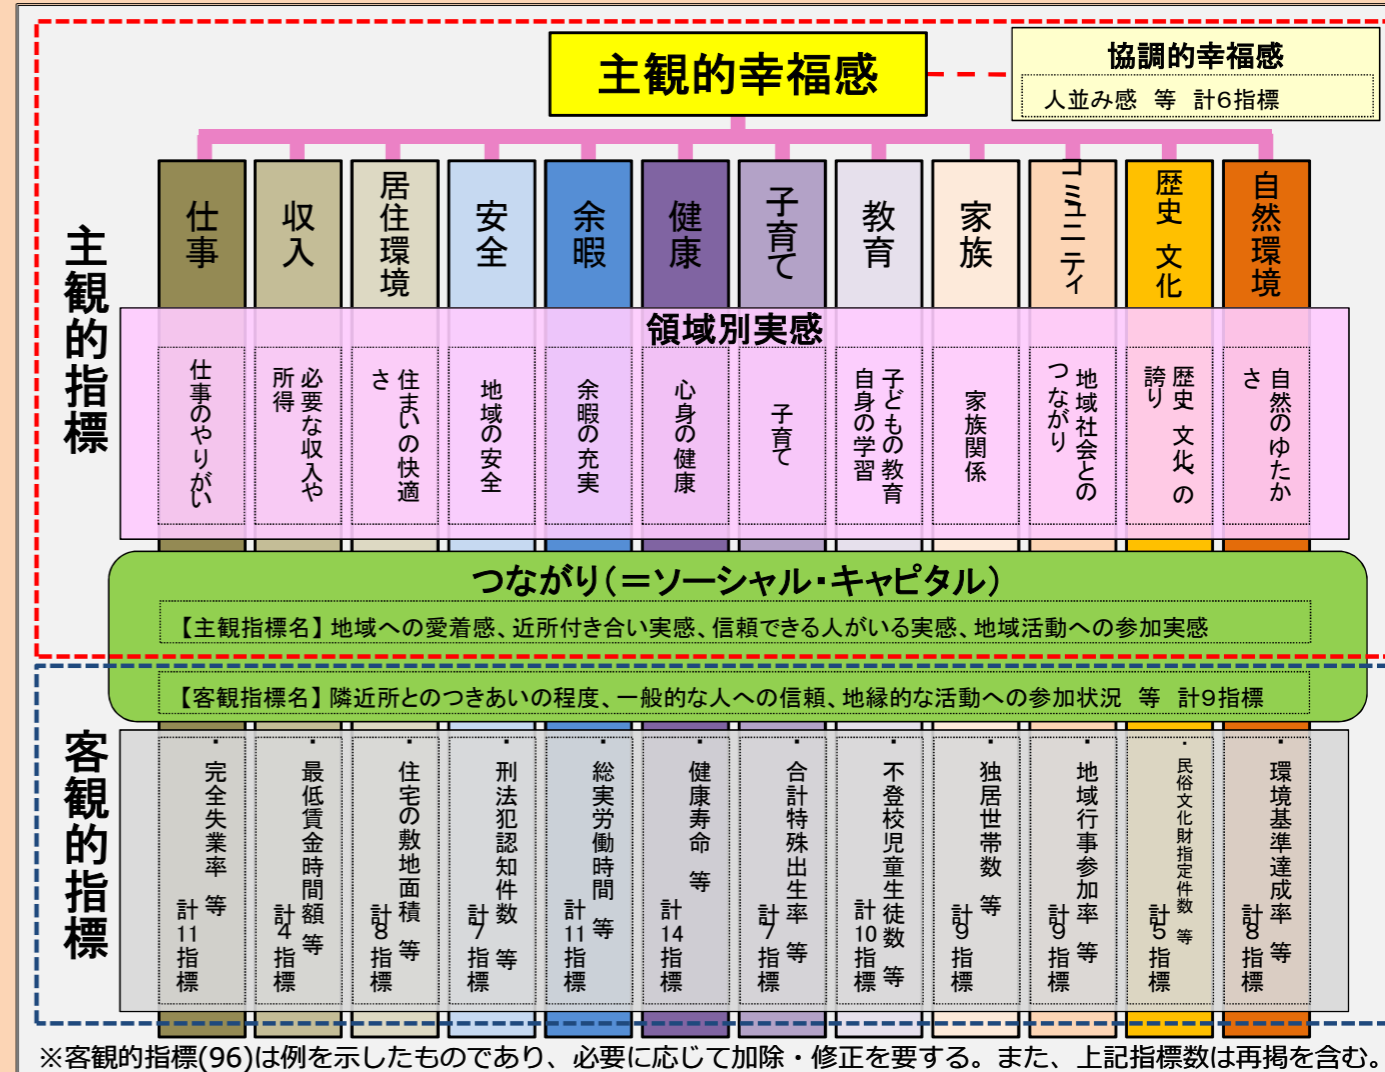 主観的幸福感
協調的幸福感
人並み感 等 計6指標
主観的指標
仕事
収入
居住環境
安全
余暇
健康
子育て
教育
家族
コミュニティ
歴史 文化
自然環境
領域別実感
仕事のやりがい
必要な収入や
所得
住まいの快適
さ
地域の安全
余暇の充実
心身の健康
子育て
子どもの教育
自身の学習
家族関係
地域社会との
つながり
歴史 文化への
誇り
自然のゆたか
さ
つながり(=ソーシャル・キャピタル)
【主観指標名】地域への愛着感、近所付き合い実感、信頼できる人がいる実感、地域活動への参加実感
【客観指標名】隣近所とのつきあいの程度、一般的な人への信頼、地縁的な活動への参加状況 等 計9指標
客観的指標
・完全失業率 等
計11指標
・最低賃金時間額 等
計4指標
・住宅の敷地面積 等
計8指標
・刑法犯認知件数 等
計7指標
・総実労働時間 等
計11指標
・健康寿命 等
計14指標
・合計特殊出生率 等
計7指標
・不登校児童生徒数 等
計10指標
・独居世帯数 等
計9指標
・地域行事参加率 等
計9指標
・民俗文化財指定件数 等
計5指標
・環境基準達成率 等
計8指標
※客観的指標(96)は例を示したものであり、必要に応じて加除・修正を要する。また、上記指標数は再掲を含む。